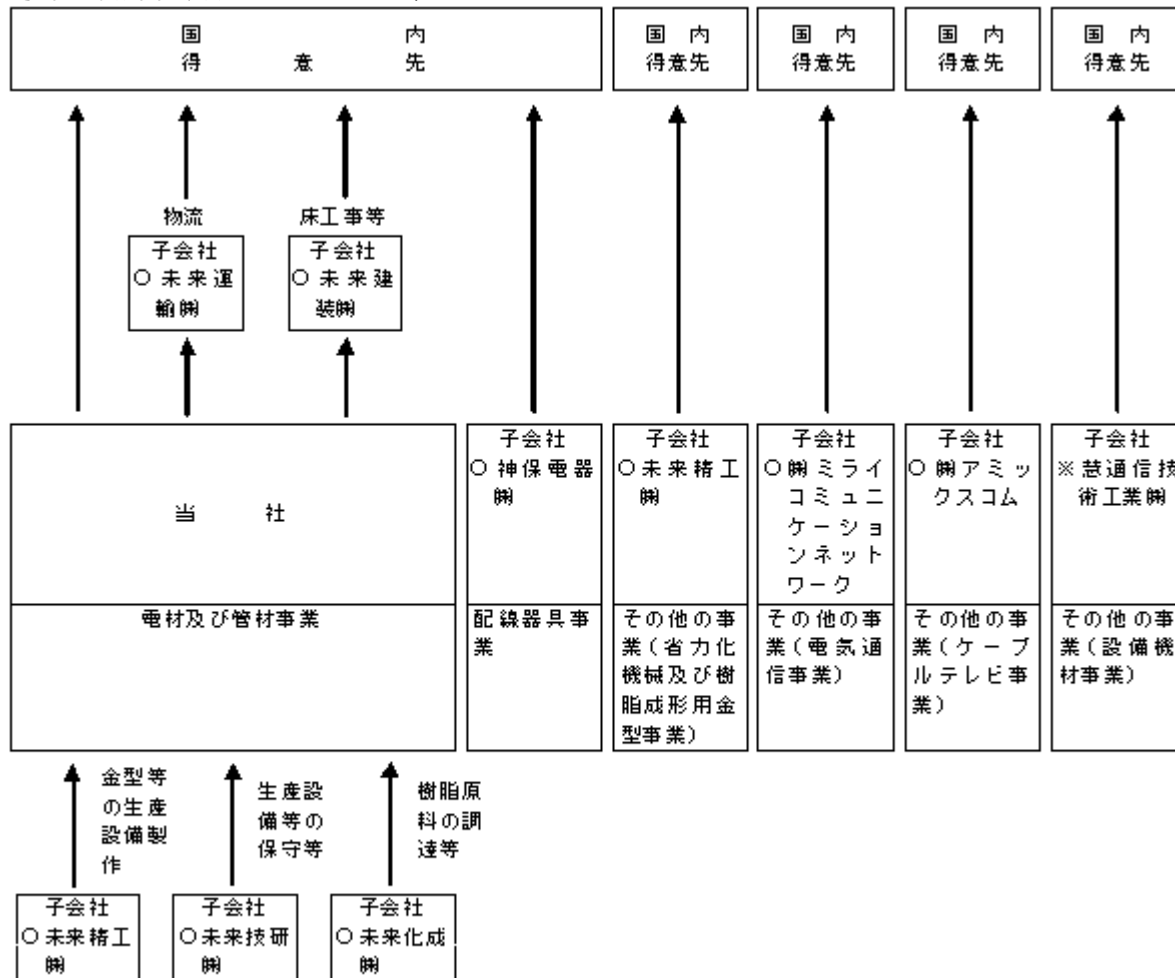 国 内
得 意 先
国 内
得意先
国 内
得意先
国 内
得意先
国 内
得意先
物流
床工事等
子会社
○未来運
輸㈱
子会社
○未来建
装㈱
当 社
電材及び管材事業
子会社
○神保電器
㈱
配線器具事
業
子会社
○未来精工
㈱
その他の事
業(省力化
機械及び樹
脂成形用金
型事業)
子会社
○㈱ミライ
コミュニ
ケーショ
ンネット
ワーク
その他の事
業(電気通
信事業)
子会社
○㈱アミッ
クスコム
その他の事
業(ケーブ
ルテレビ事
業)
子会社
※慧通信技
術工業㈱
その他の事
業(設備機
材事業)
金型等
の生産
設備製
作
生産設
備等の
保守等
樹脂原
料の調
達等
子会社
○未来精工
㈱
子会社
○未来技研
㈱
子会社
○未来化成
㈱